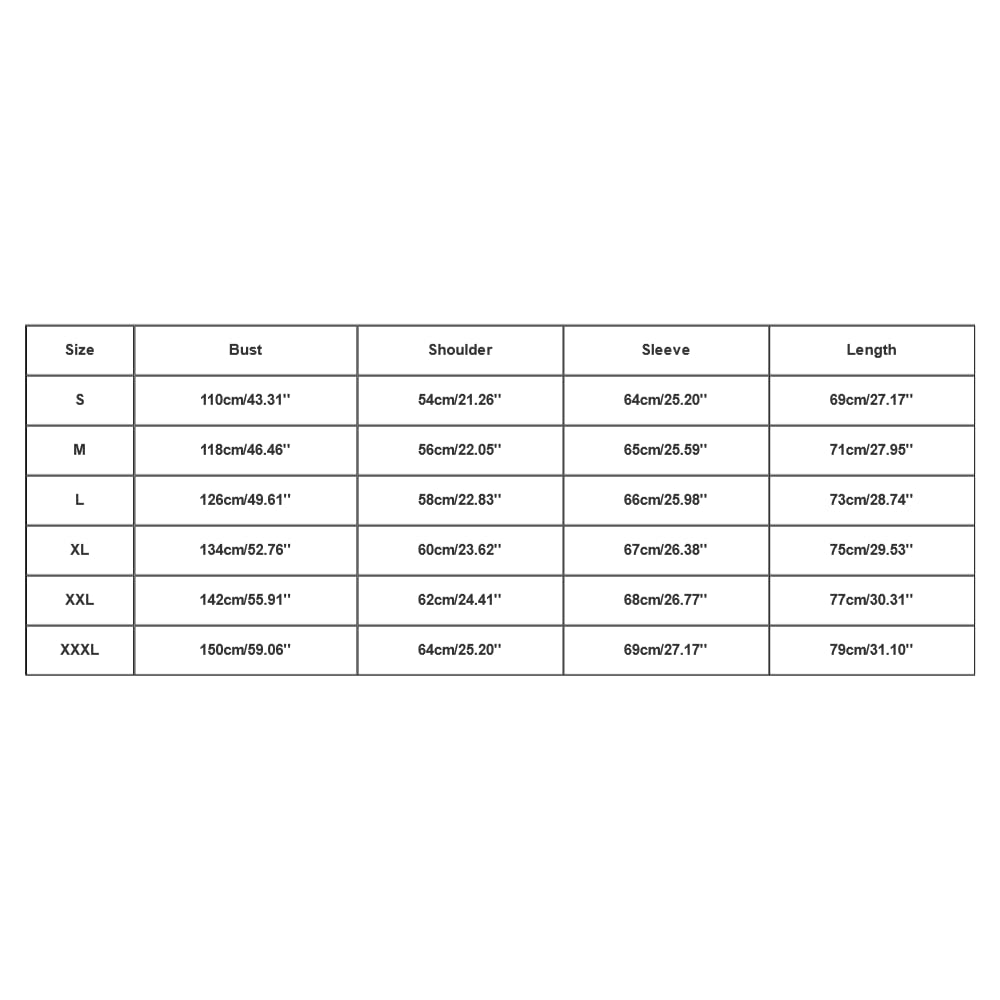 Size Bust Shoulder Sleeve Length
S 110cm/43.31'' 54cm/21.26'' 64cm/25.20'' 69cm/27.17''
M 118cm/46.46'' 56cm/22.05'' 65cm/25.59'' 71cm/27.95''
L 126cm/49.61'' 58cm/22.83'' 66cm/25.98'' 73cm/28.74''
XL 134cm/52.76'' 60cm/23.62'' 67cm/26.38'' 75cm/29.53''
XXL 142cm/55.91'' 62cm/24.41'' 68cm/26.77'' 77cm/30.31''
XXXL 150cm/59.06'' 64cm/25.20'' 69cm/27.17'' 79cm/31.10''